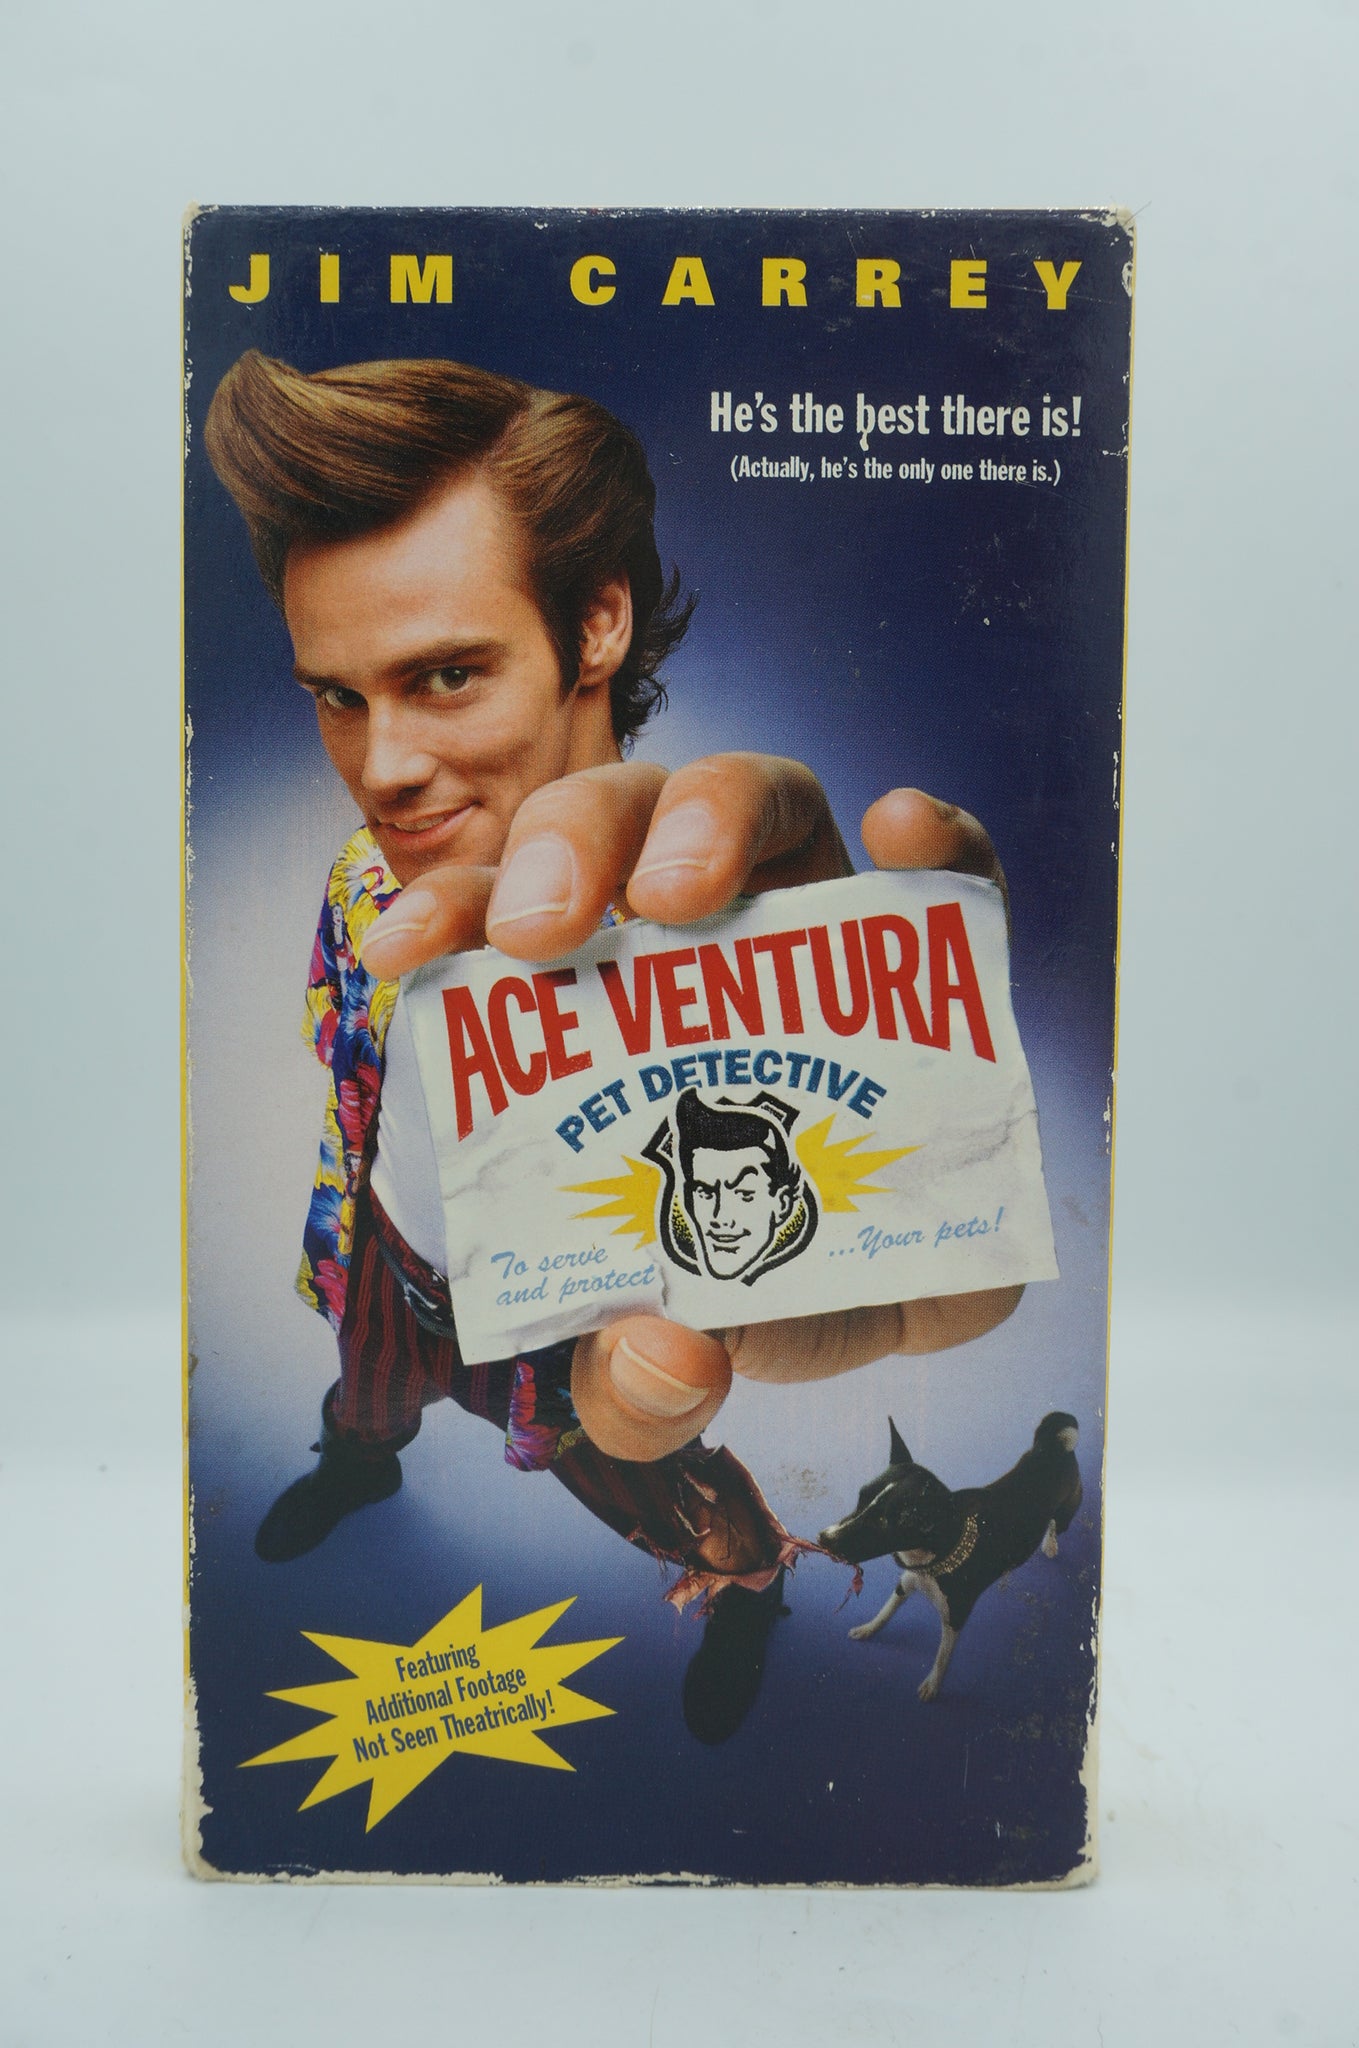 JIM CARREY
He's the best there is!
(Actually, he's the only one there is.)
ACE VENTURA
PET DETECTIVE
To serve
and protect
...Your pets!
Featuring
Additional Footage
Not Seen Theatrically!